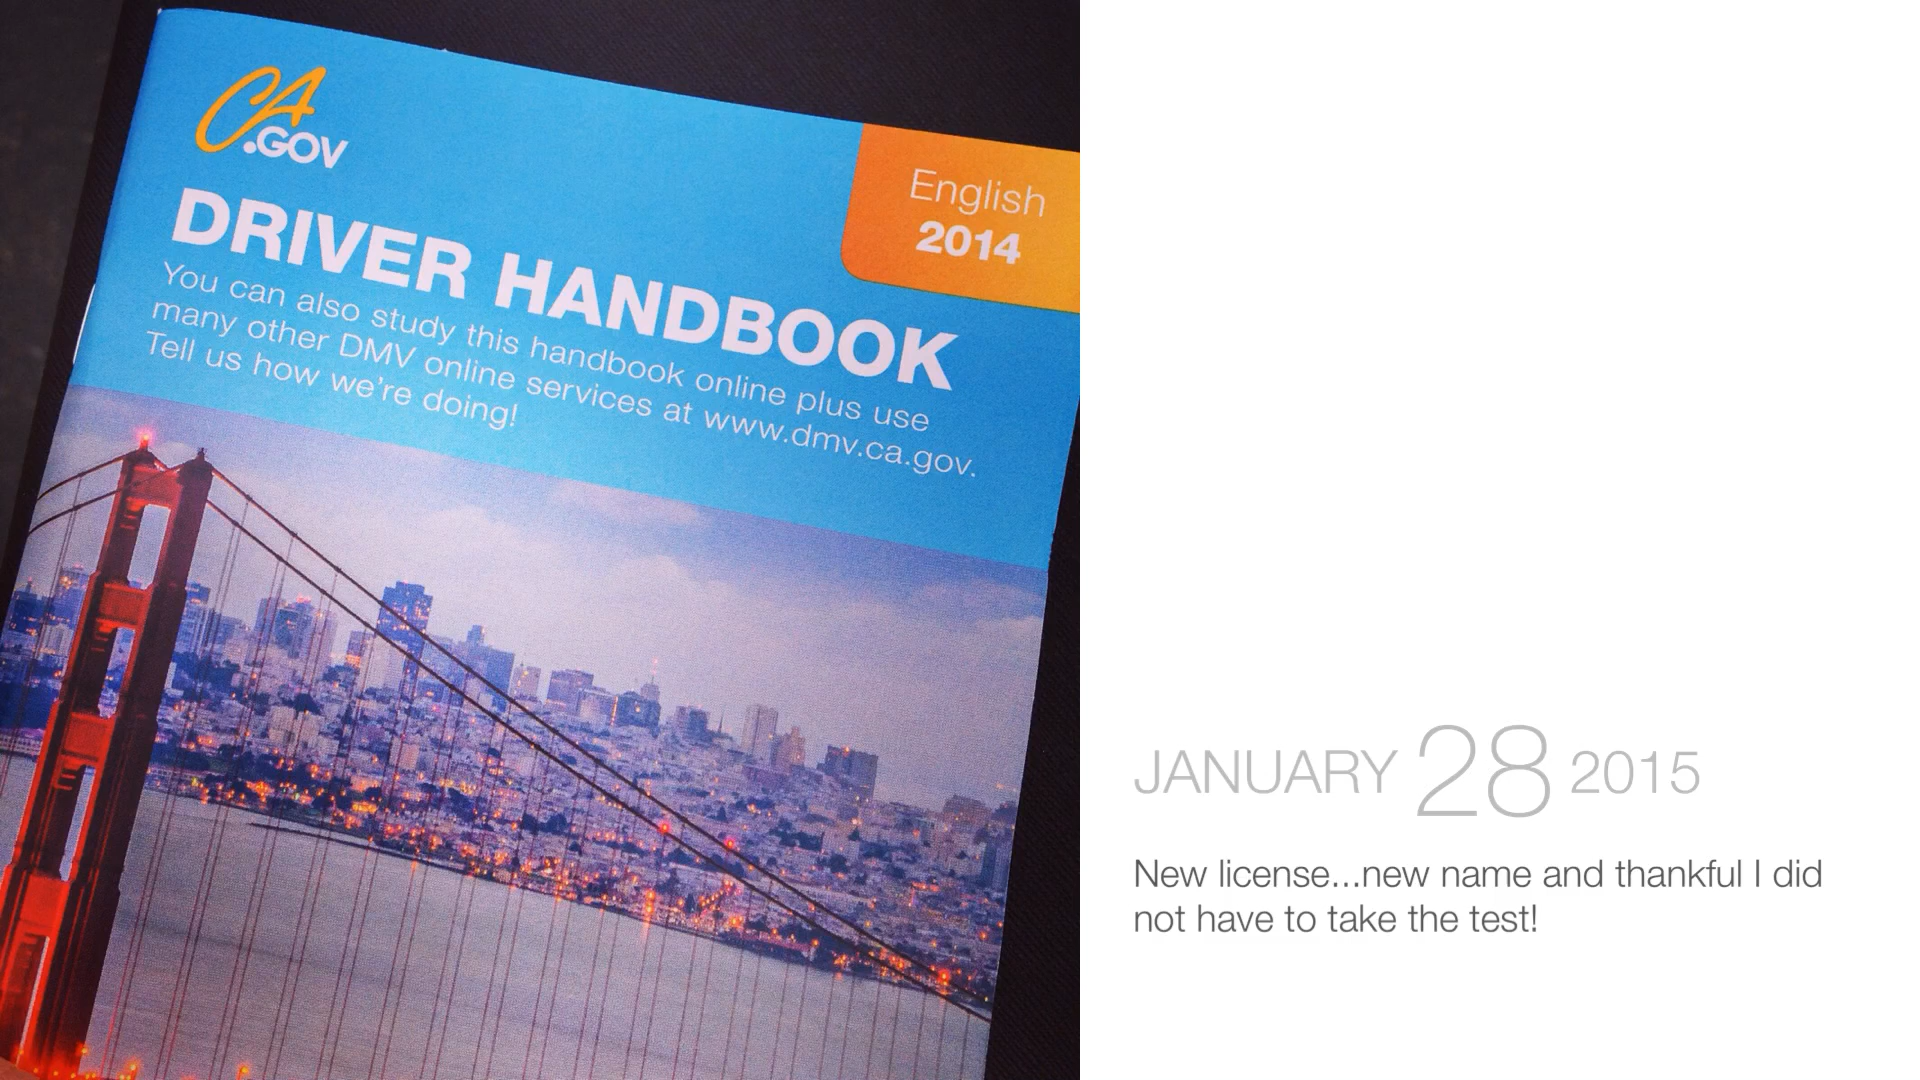 CA
.GOV
English
2014
DRIVER HANDBOOK
You can also study this handbook online plus use
many other DMV online services at www.dmv.ca.gov.
Tell us how we're doing!
JANUARY 28 2015
New license...new name and thankful I did
not have to take the test!